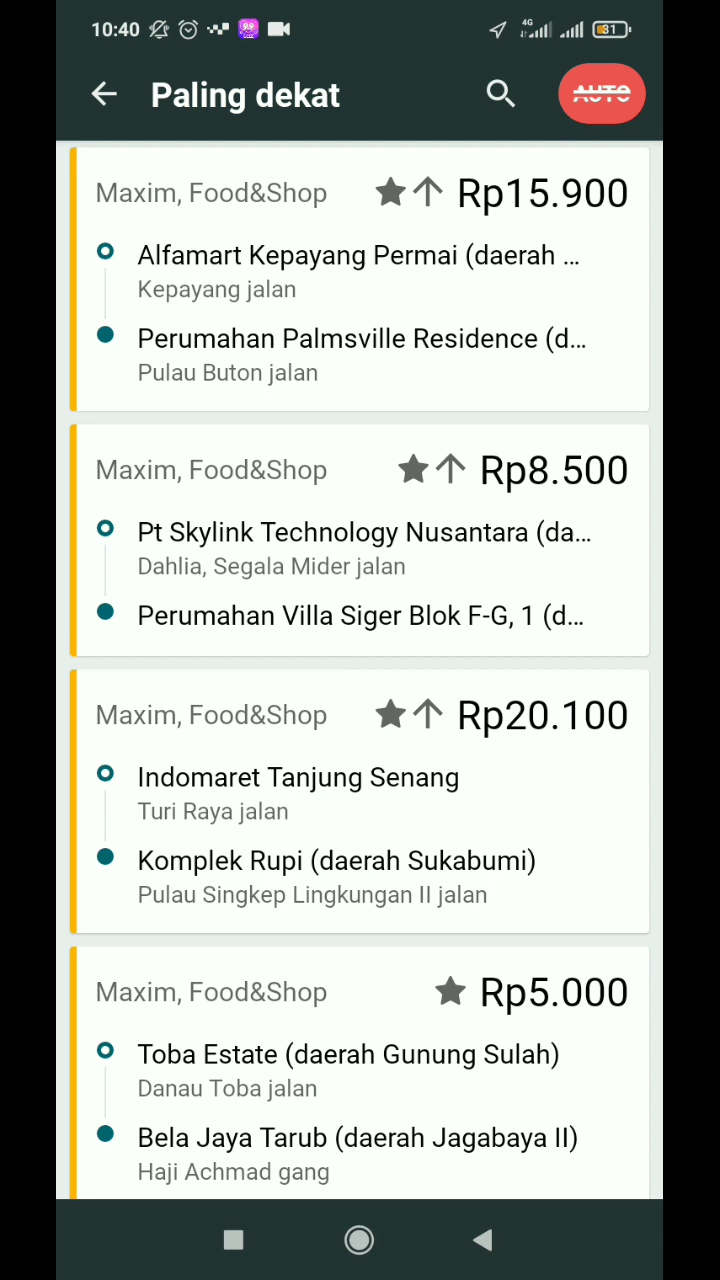 10:40
4G
31
Paling dekat
AUTO
Maxim, Food&Shop
Rp15.900
Alfamart Kepayang Permai (daerah ...
Kepayang jalan
Perumahan Palmsville Residence (d...
Pulau Buton jalan
Maxim, Food&Shop
Rp8.500
Pt Skylink Technology Nusantara (da...
Dahlia, Segala Mider jalan
Perumahan Villa Siger Blok F-G, 1 (d...
Maxim, Food&Shop
Rp20.100
Indomaret Tanjung Senang
Turi Raya jalan
Komplek Rupi (daerah Sukabumi)
Pulau Singkep Lingkungan II jalan
Maxim, Food&Shop
Rp5.000
Toba Estate (daerah Gunung Sulah)
Danau Toba jalan
Bela Jaya Tarub (daerah Jagabaya II)
Haji Achmad gang